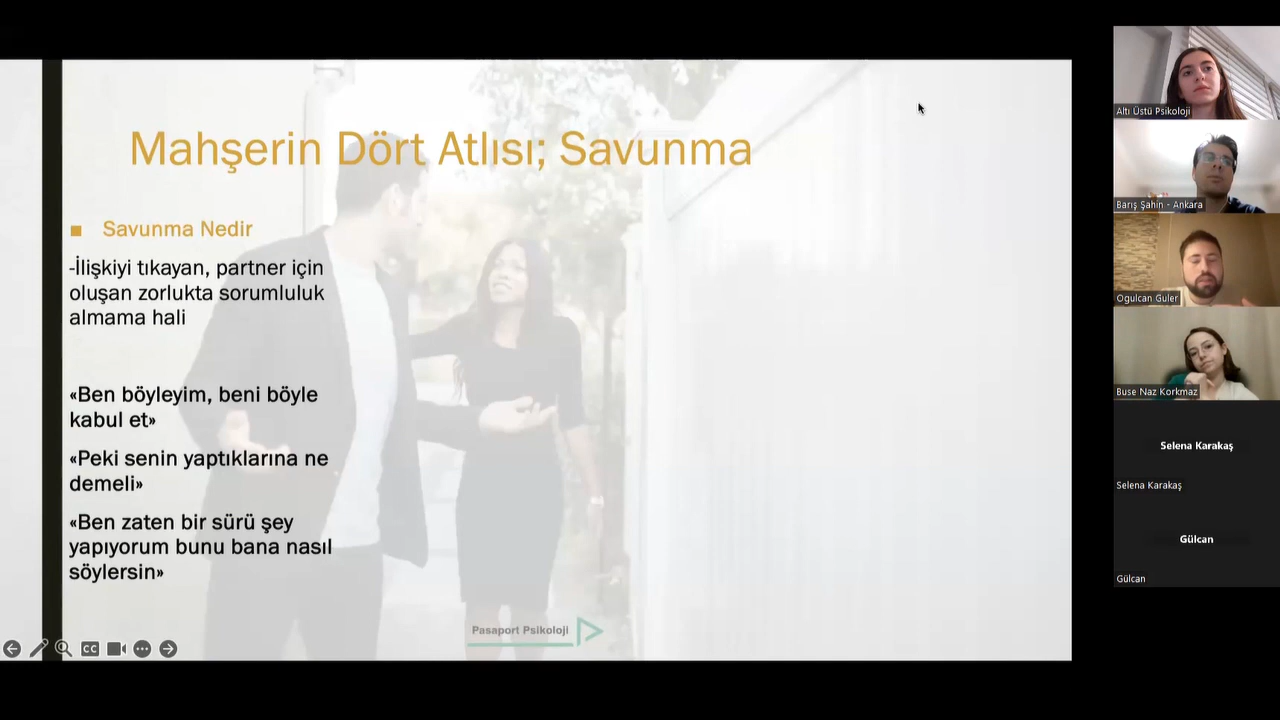 Mahşerin Dört Atlısı; Savunma
Savunma Nedir
-İlişkiyi tıkayan, partner için
oluşan zorlukta sorumluluk
almama hali
«Ben böyleyim, beni böyle
kabul et»
«Peki senin yaptıklarına ne
demeli»
«Ben zaten bir sürü şey
yapıyorum bunu bana nasıl
söylersin»
Pasaport Psikoloji
CC
Altı Üstü Psikoloji
Barış Şahin - Ankara
Ogulcan Guler
Buse Naz Korkmaz
Selena Karakaş
Selena Karakaş
Gülcan
Gülcan